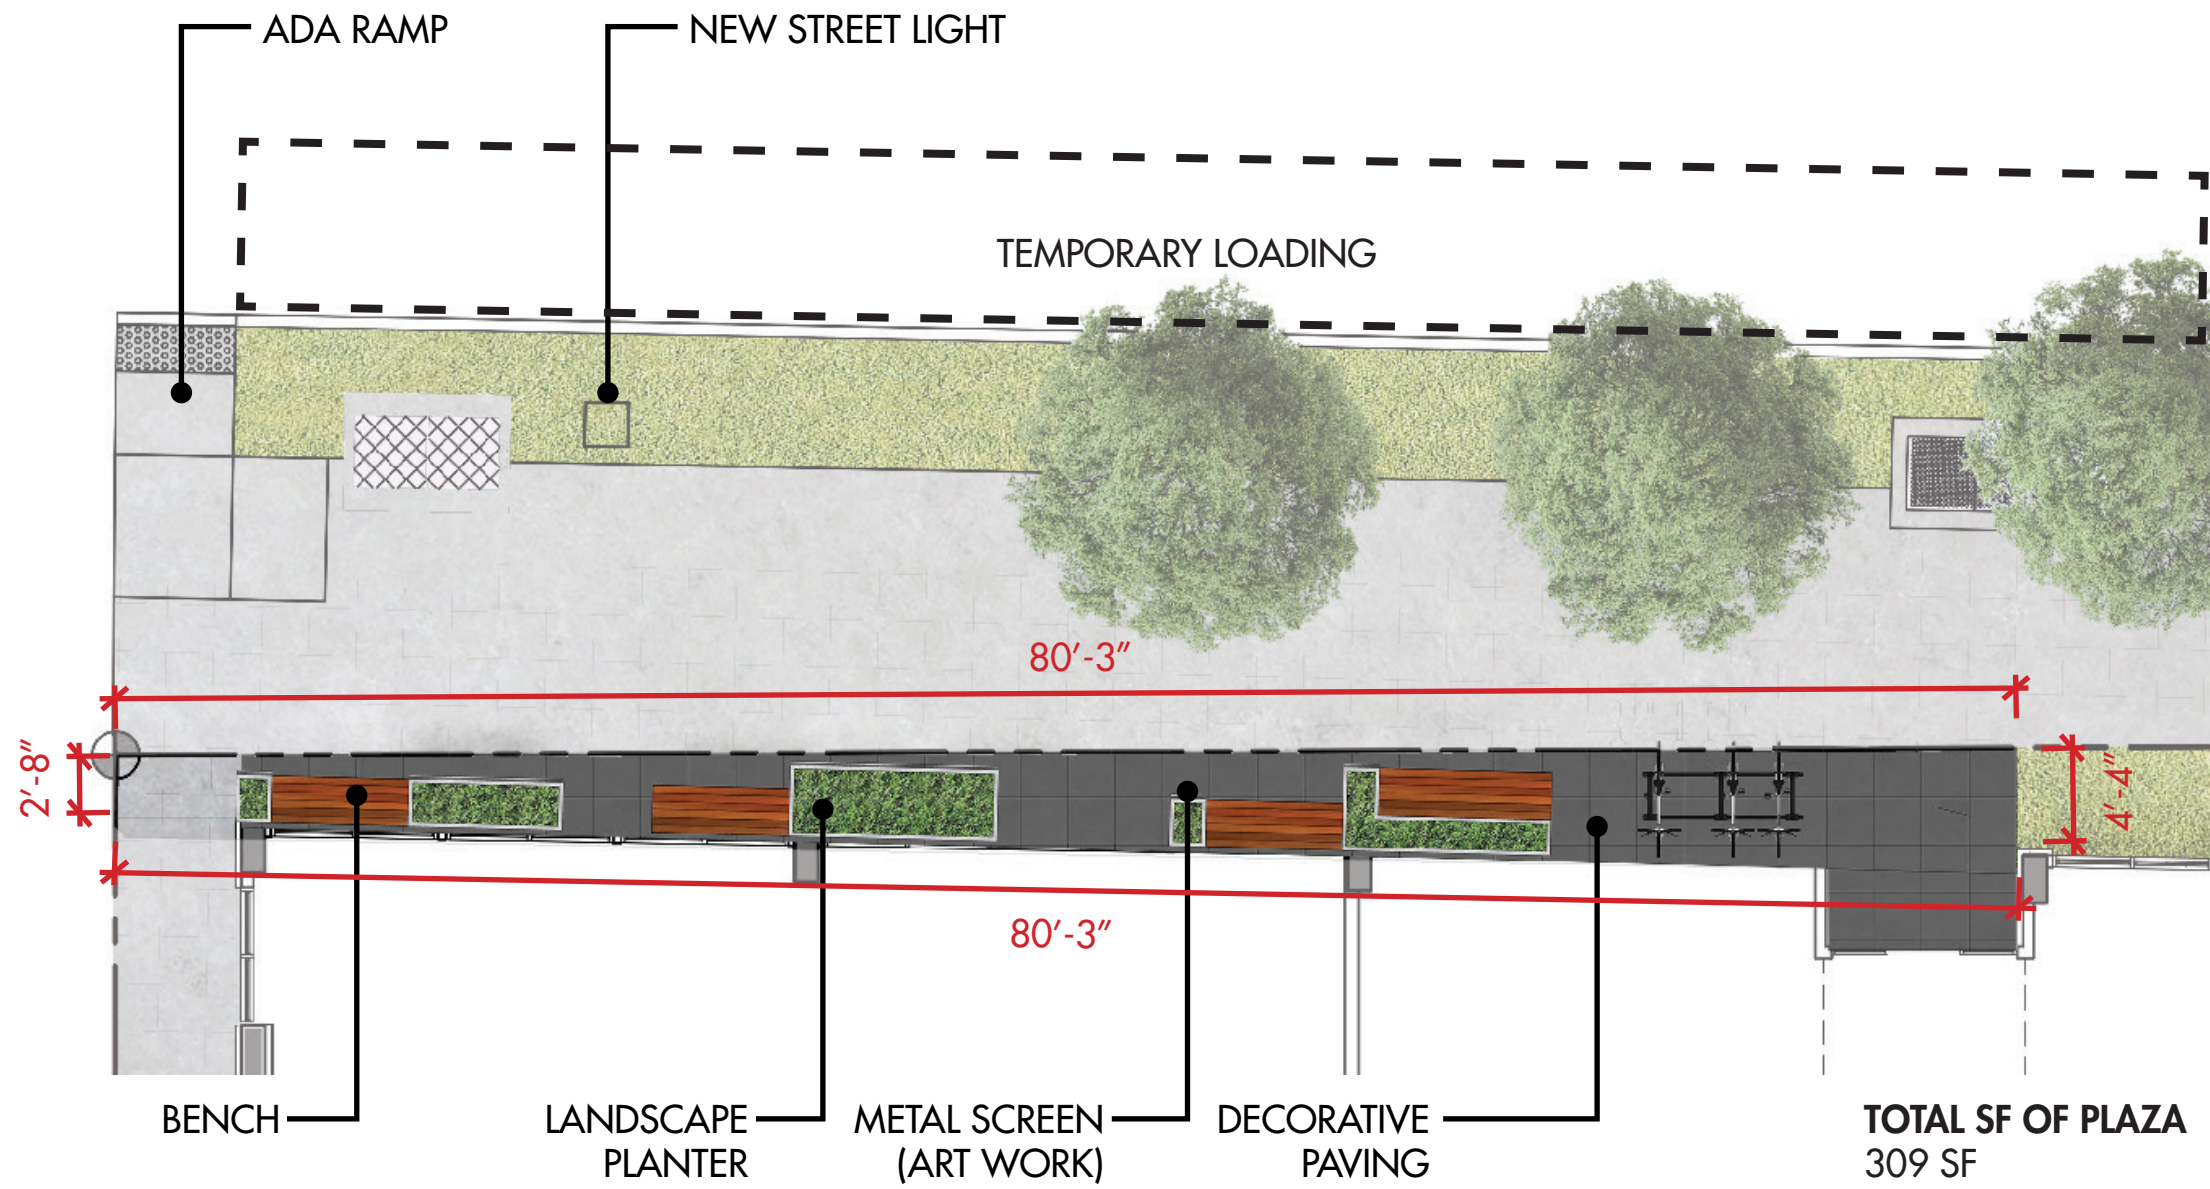 ADA RAMP
NEW STREET LIGHT
TEMPORARY LOADING
80′-3″
2′-8″
4′-4″
80′-3″
BENCH
LANDSCAPE
PLANTER
METAL SCREEN
(ART WORK)
DECORATIVE
PAVING
TOTAL SF OF PLAZA
309 SF